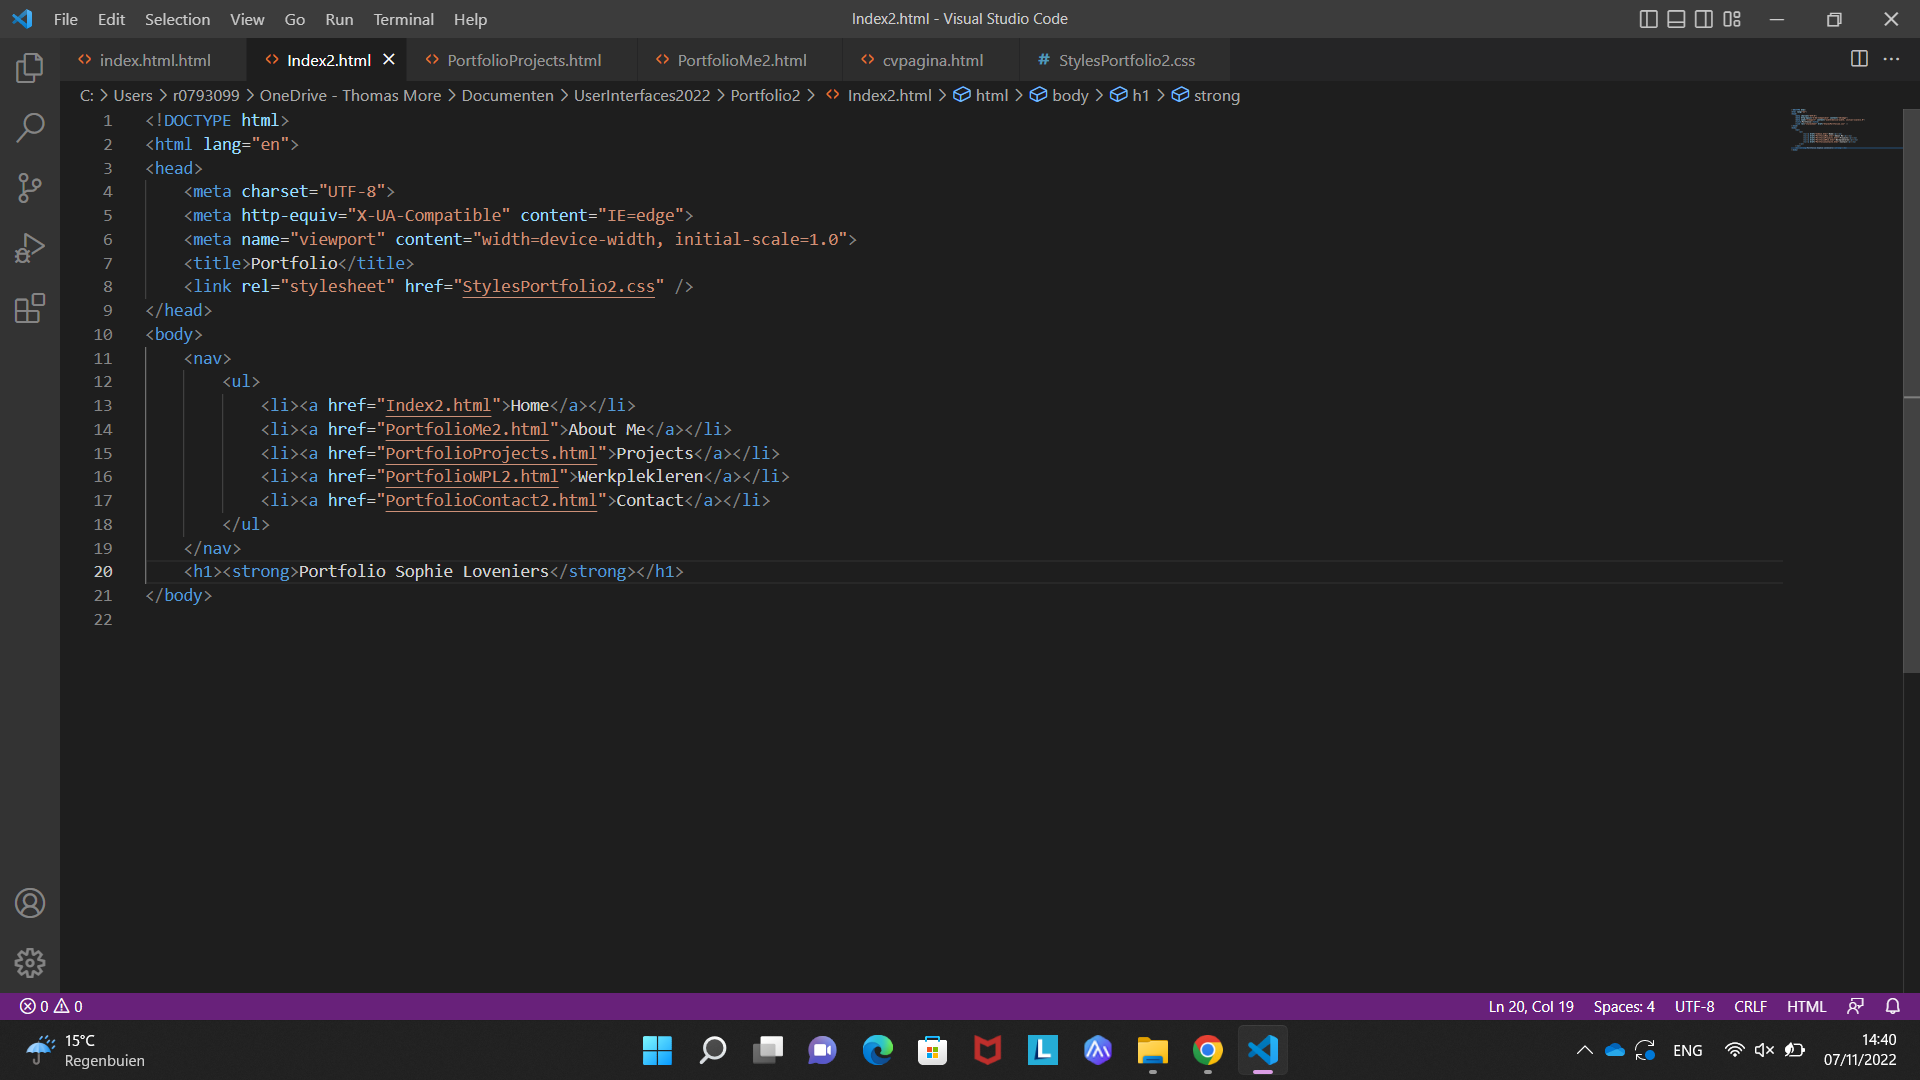 File Edit Selection View Go Run Terminal Help
Index2.html - Visual Studio Code
index.html.html
Index2.html
PortfolioProjects.html
PortfolioMe2.html
cvpagina.html
# StylesPortfolio2.css
C: > Users > r0793099 > OneDrive - Thomas More > Documenten > UserInterfaces2022 > Portfolio2 > Index2.html > html > body > h1 > strong
1 <!DOCTYPE html>
2 <html lang="en">
3 <head>
4 <meta charset="UTF-8">
5 <meta http-equiv="X-UA-Compatible" content="IE=edge">
6 <meta name="viewport" content="width=device-width, initial-scale=1.0">
7 <title>Portfolio</title>
8 <link rel="stylesheet" href="StylesPortfolio2.css" />
9 </head>
10 <body>
11 <nav>
12 <ul>
13 <li><a href="Index2.html">Home</a></li>
14 <li><a href="PortfolioMe2.html">About Me</a></li>
15 <li><a href="PortfolioProjects.html">Projects</a></li>
16 <li><a href="PortfolioWPL2.html">Werkplekleren</a></li>
17 <li><a href="PortfolioContact2.html">Contact</a></li>
18 </ul>
19 </nav>
20 <h1><strong>Portfolio Sophie Loveniers</strong></h1>
21 </body>
22
0 0
Ln 20, Col 19 Spaces: 4 UTF-8 CRLF HTML
15°C
Regenbuien
L
ENG
14:40
07/11/2022